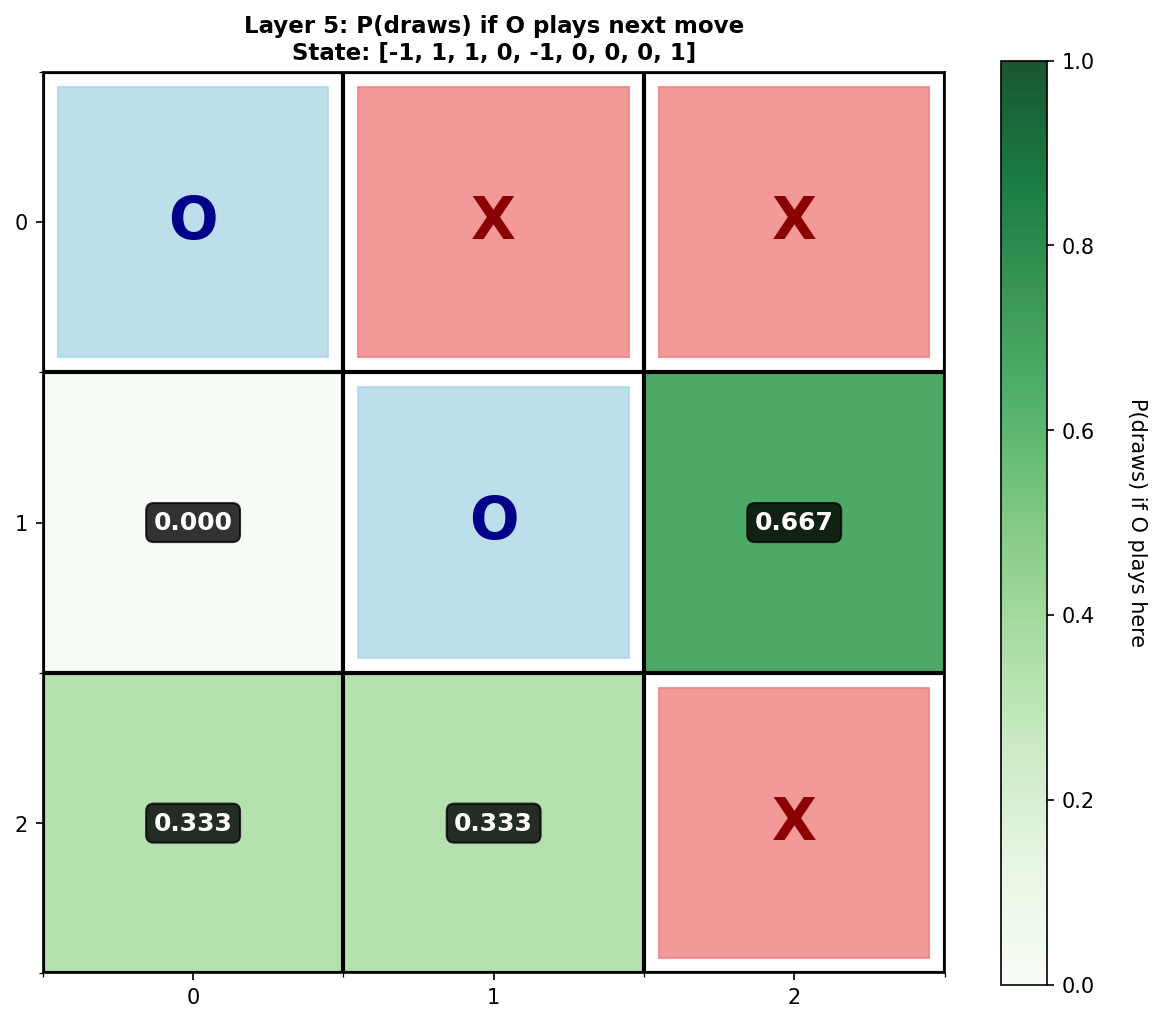 Layer 5: P(draws) if O plays next move
State: [-1, 1, 1, 0, -1, 0, 0, 0, 1]
O X X
0.000 O 0.667
0.333 0.333 X
0
1
2
0 1 2
1.0
0.8
0.6
0.4
0.2
0.0
P(draws) if O plays here